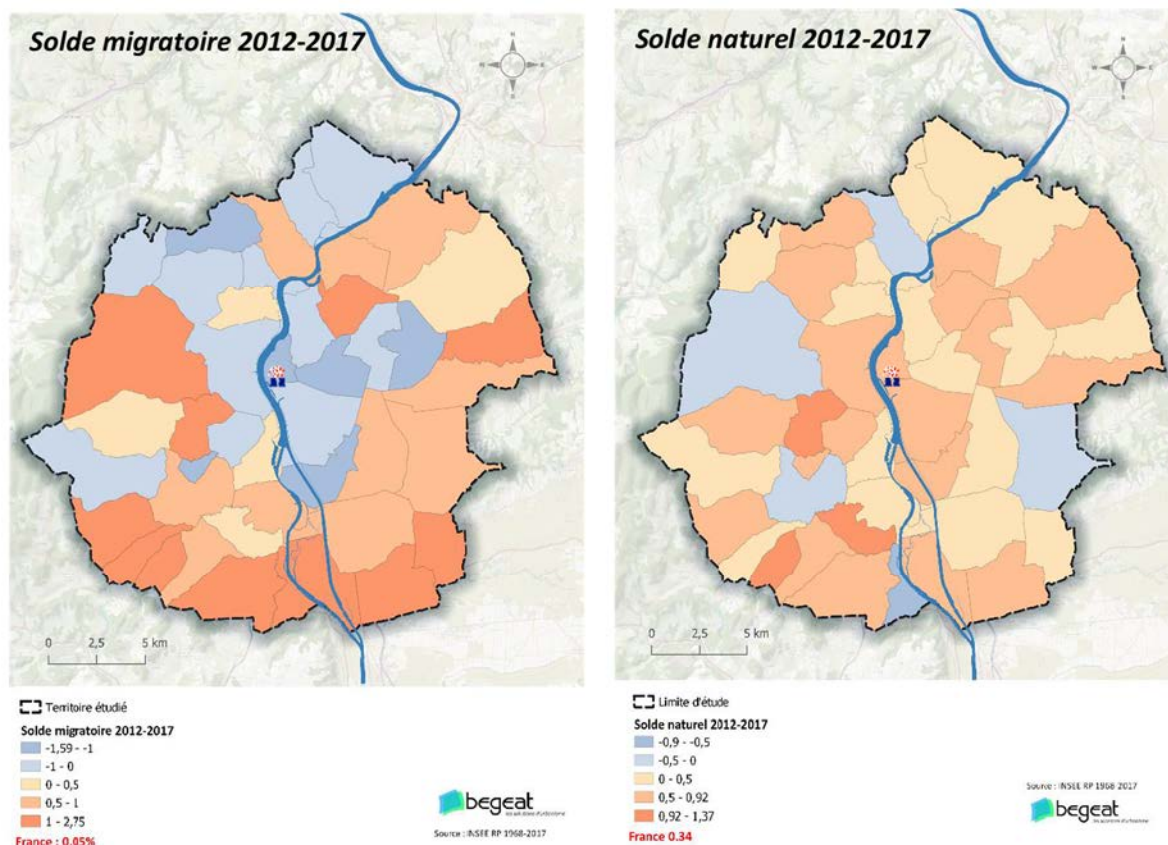 Solde migratoire 2012-2017
N
0 2,5 5 km
Territoire étudié
Solde migratoire 2012-2017
-1,59 - -1
-1 - 0
0 - 0,5
0,5 - 1
1 - 2,75
France : 0,05%
begeat
Source : INSEE RP 1968-2017
Solde naturel 2012-2017
N
0 2,5 5 km
Limite d'étude
Solde naturel 2012-2017
-0,9 - -0,5
-0,5 - 0
0 - 0,5
0,5 - 0,92
0,92 - 1,37
France 0.34
Source : INSEE RP 1968-2017
begeat